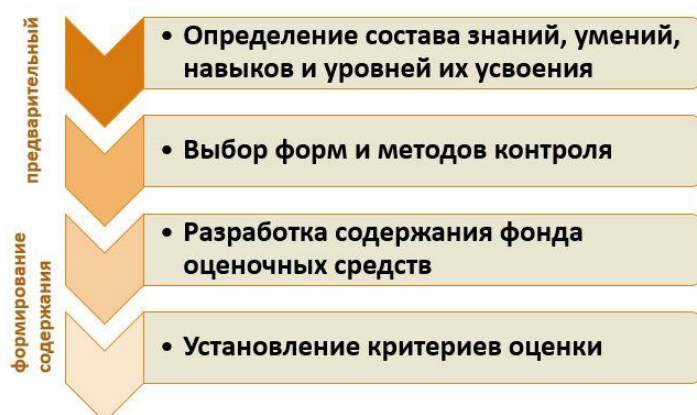 предварительный
• Определение состава знаний, умений,
навыков и уровней их усвоения
• Выбор форм и методов контроля
формирование
содержания
• Разработка содержания фонда
оценочных средств
• Установление критериев оценки